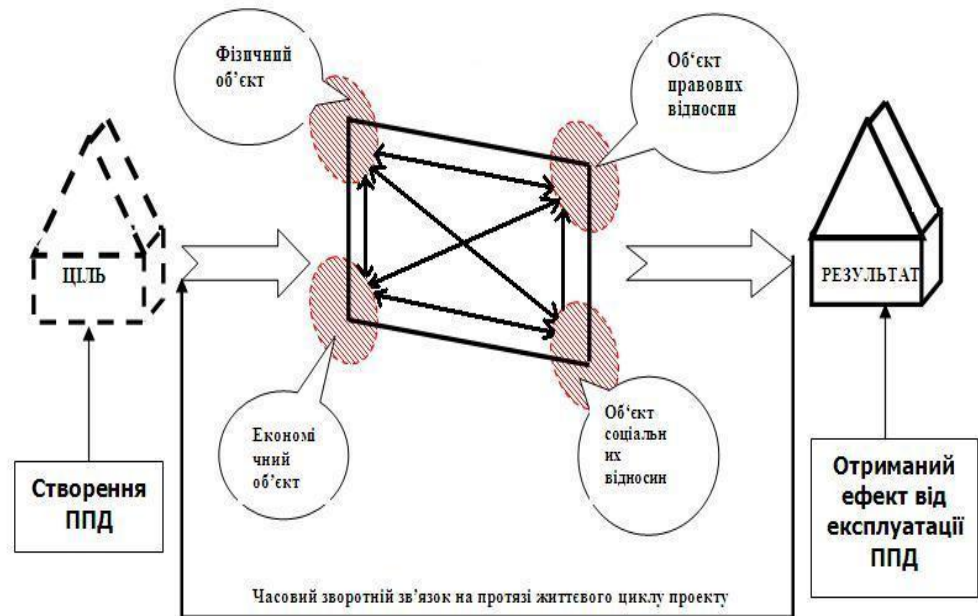 Фізичний
об’єкт
Об‘єкт
правових
відносин
ЦІЛЬ
РЕЗУЛЬТАТ
Економі
чний
об’єкт
Об‘єкт
соціальн
их
відносин
Створення
ППД
Отриманий
ефект від
експлуатації
ППД
Часовий зворотній зв’язок на протязі життєвого циклу проекту